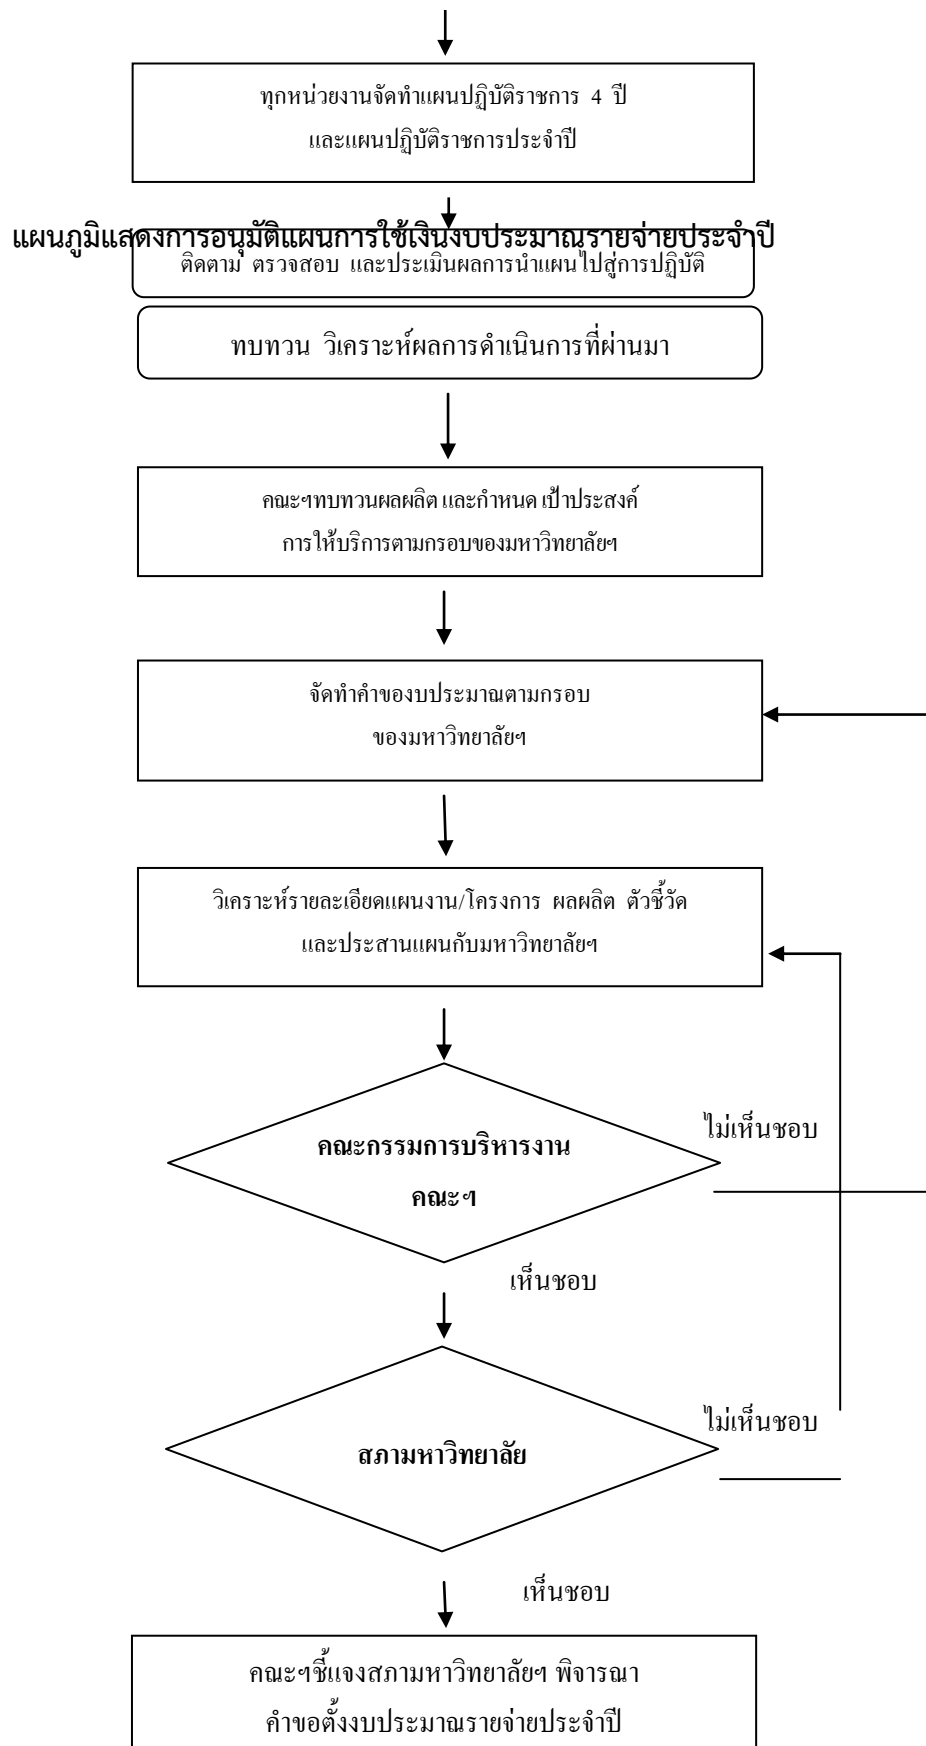 ทุกหน่วยงานจัดทำแผนปฏิบัติราชการ 4 ปี
และแผนปฏิบัติราชการประจำปี
แผนภูมิแสดงการอนุมัติแผนการใช้เงินงบประมาณรายจ่ายประจำปี
ติดตาม ตรวจสอบ และประเมินผลการนำแผนไปสู่การปฏิบัติ
ทบทวน วิเคราะห์ผลการดำเนินการที่ผ่านมา
คณะฯทบทวนผลผลิต และกำหนด เป้าประสงค์
การให้บริการตามกรอบของมหาวิทยาลัยฯ
จัดทำคำของบประมาณตามกรอบ
ของมหาวิทยาลัยฯ
วิเคราะห์รายละเอียดแผนงาน/โครงการ ผลผลิต ตัวชี้วัด
และประสานแผนกับมหาวิทยาลัยฯ
ไม่เห็นชอบ
คณะกรรมการบริหารงาน
คณะฯ
เห็นชอบ
ไม่เห็นชอบ
สภามหาวิทยาลัย
เห็นชอบ
คณะฯชี้แจงสภามหาวิทยาลัยฯ พิจารณา
คำขอตั้งงบประมาณรายจ่ายประจำปี